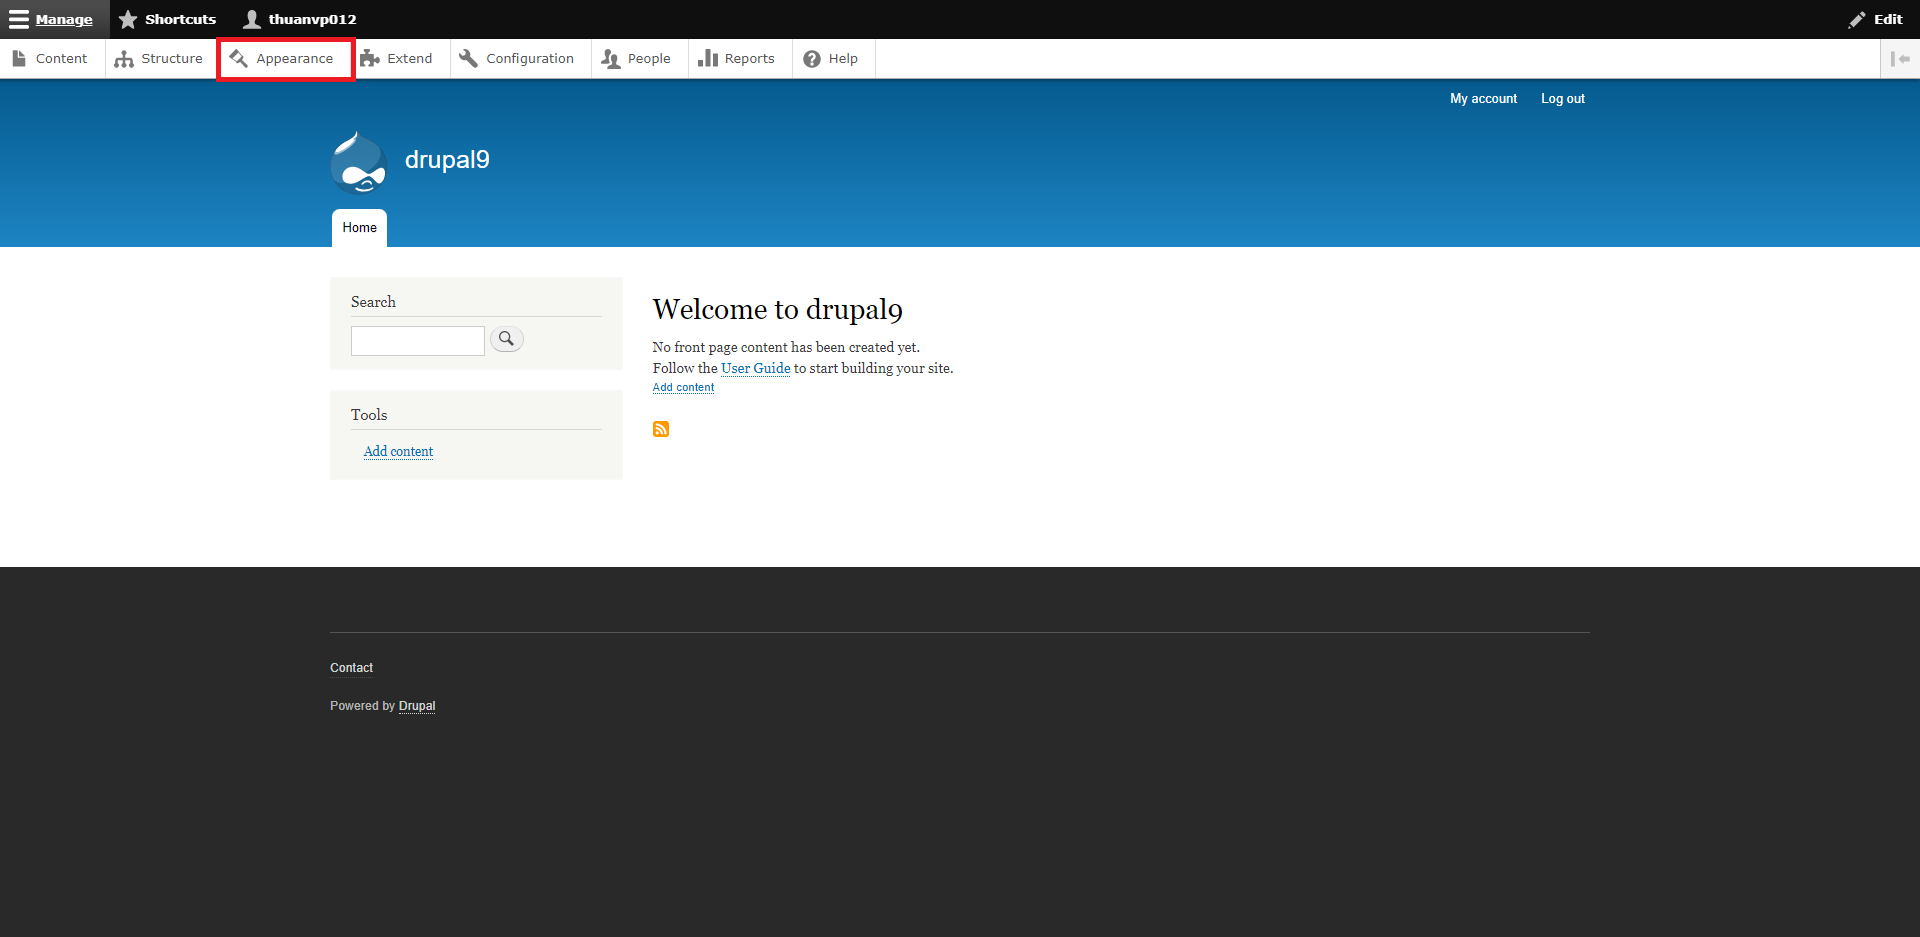 Manage Shortcuts thuanvp012 Edit
Content Structure Appearance Extend Configuration People Reports Help
My account Log out
drupal9
Home
Search
Welcome to drupal9
No front page content has been created yet.
Follow the User Guide to start building your site.
Add content
Tools
Add content
Contact
Powered by Drupal